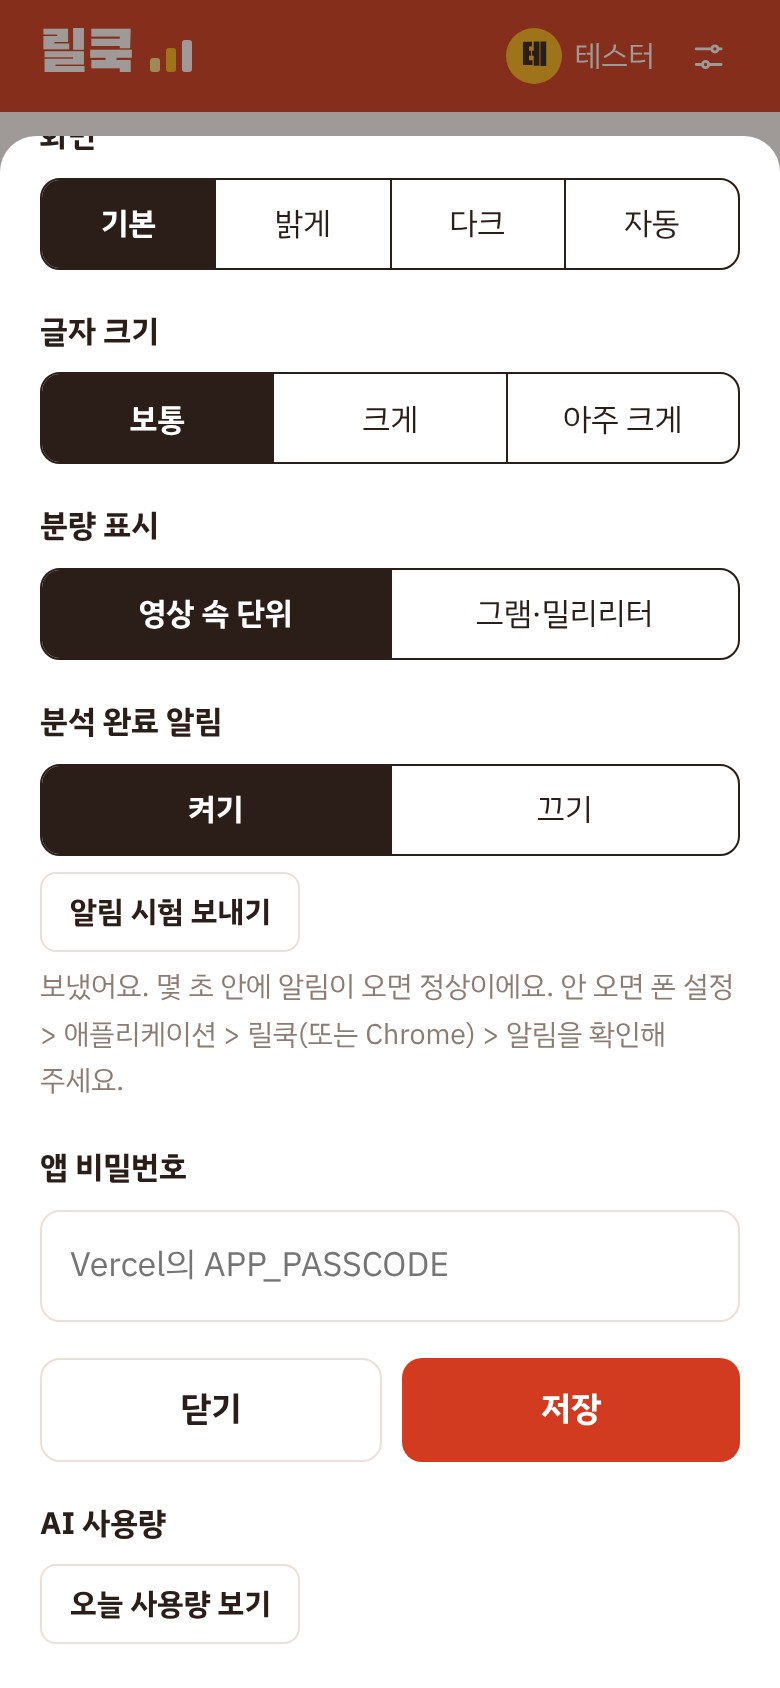 릴쿡
테 테스터
화면
기본 밝게 다크 자동
글자 크기
보통 크게 아주 크게
분량 표시
영상 속 단위 그램·밀리리터
분석 완료 알림
켜기 끄기
알림 시험 보내기
보냈어요. 몇 초 안에 알림이 오면 정상이에요. 안 오면 폰 설정
> 애플리케이션 > 릴쿡(또는 Chrome) > 알림을 확인해
주세요.
앱 비밀번호
Vercel의 APP_PASSCODE
닫기 저장
AI 사용량
오늘 사용량 보기